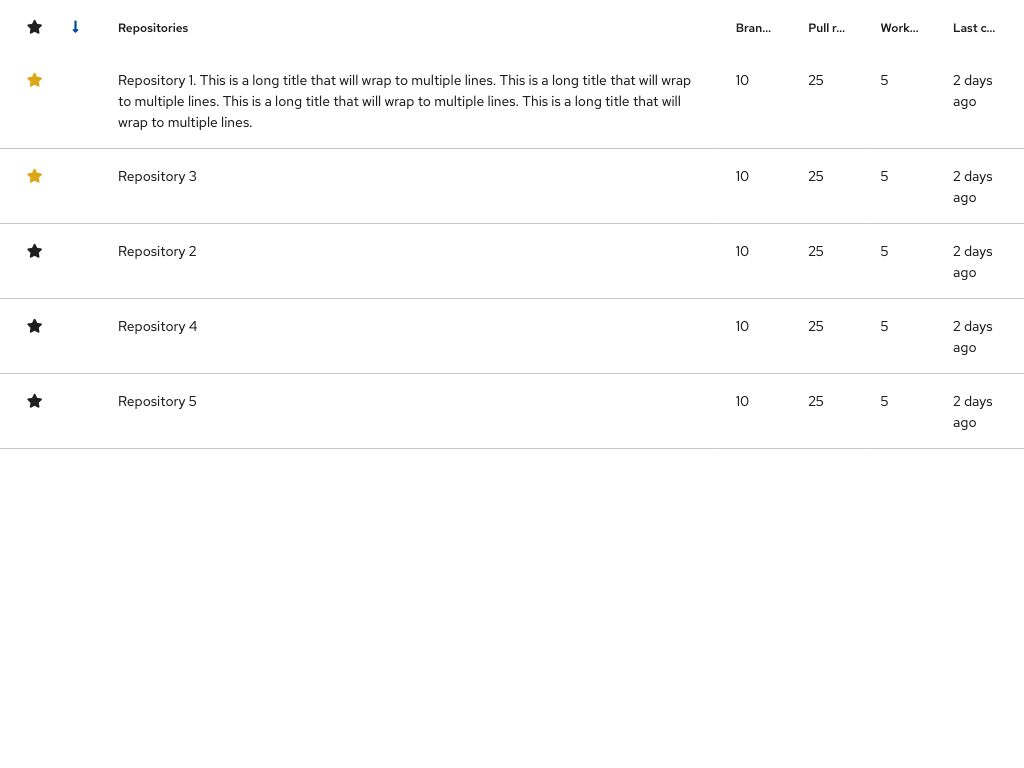 Repositories Bran... Pull r... Work... Last c...
Repository 1. This is a long title that will wrap to multiple lines. This is a long title that will wrap 10 25 5 2 days
to multiple lines. This is a long title that will wrap to multiple lines. This is a long title that will ago
wrap to multiple lines.
Repository 3 10 25 5 2 days
ago
Repository 2 10 25 5 2 days
ago
Repository 4 10 25 5 2 days
ago
Repository 5 10 25 5 2 days
ago